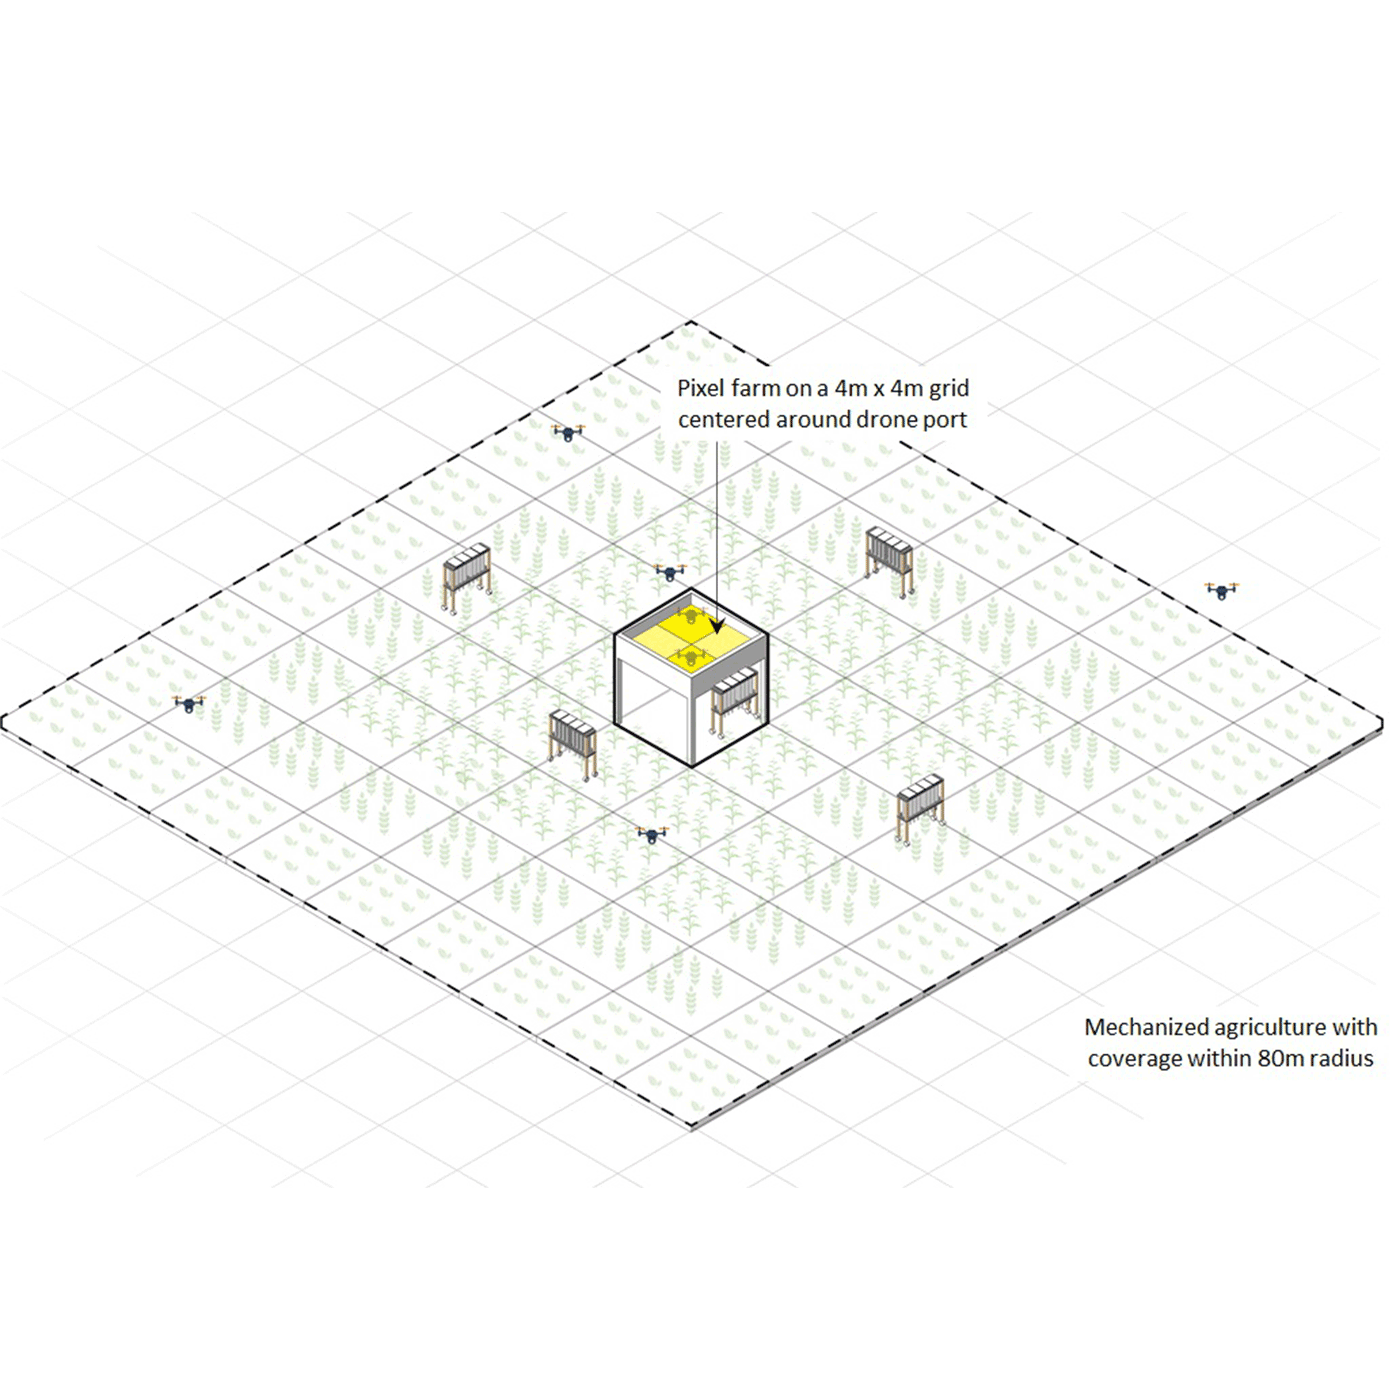 Pixel farm on a 4m x 4m grid
centered around drone port
Mechanized agriculture with
coverage within 80m radius